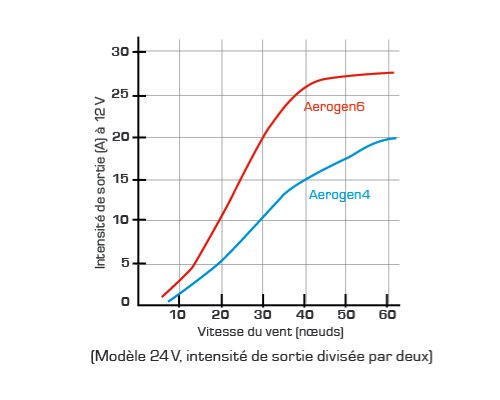 30
25
20
15
10
5
0
Intensité de sortie (A) à 12 V
Aerogen6
Aerogen4
10 20 30 40 50 60
Vitesse du vent (nœuds)
(Modèle 24 V, intensité de sortie divisée par deux)